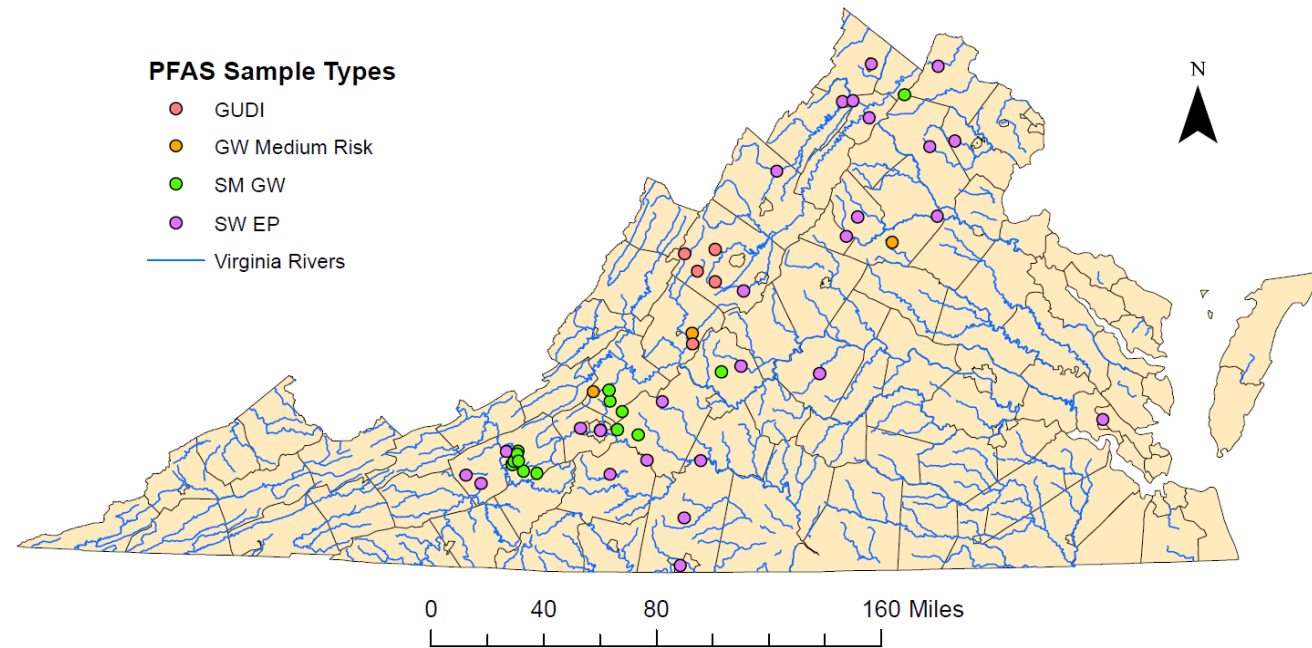 PFAS Sample Types
GUDI
GW Medium Risk
SM GW
SW EP
Virginia Rivers
N
0 40 80 160 Miles